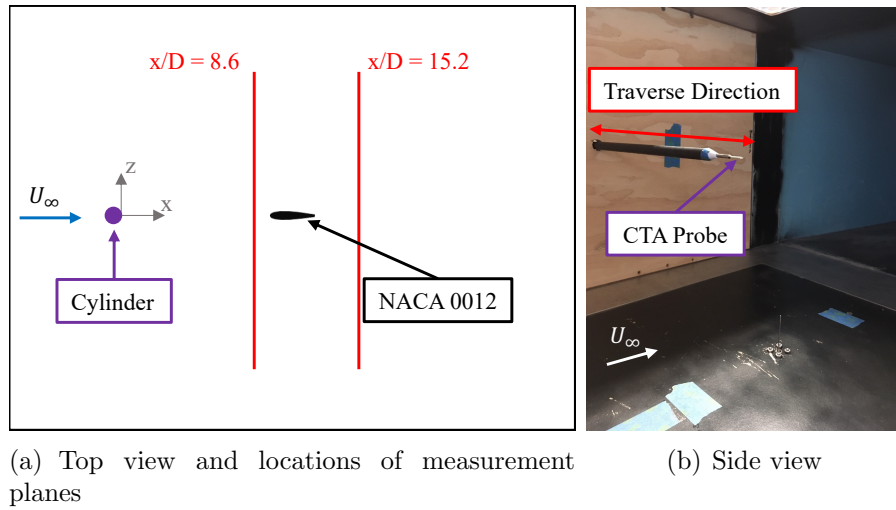 x/D = 8.6
x/D = 15.2
z
x
U∞
Cylinder
NACA 0012
Traverse Direction
CTA Probe
U∞
(a) Top view and locations of measurement
planes
(b) Side view